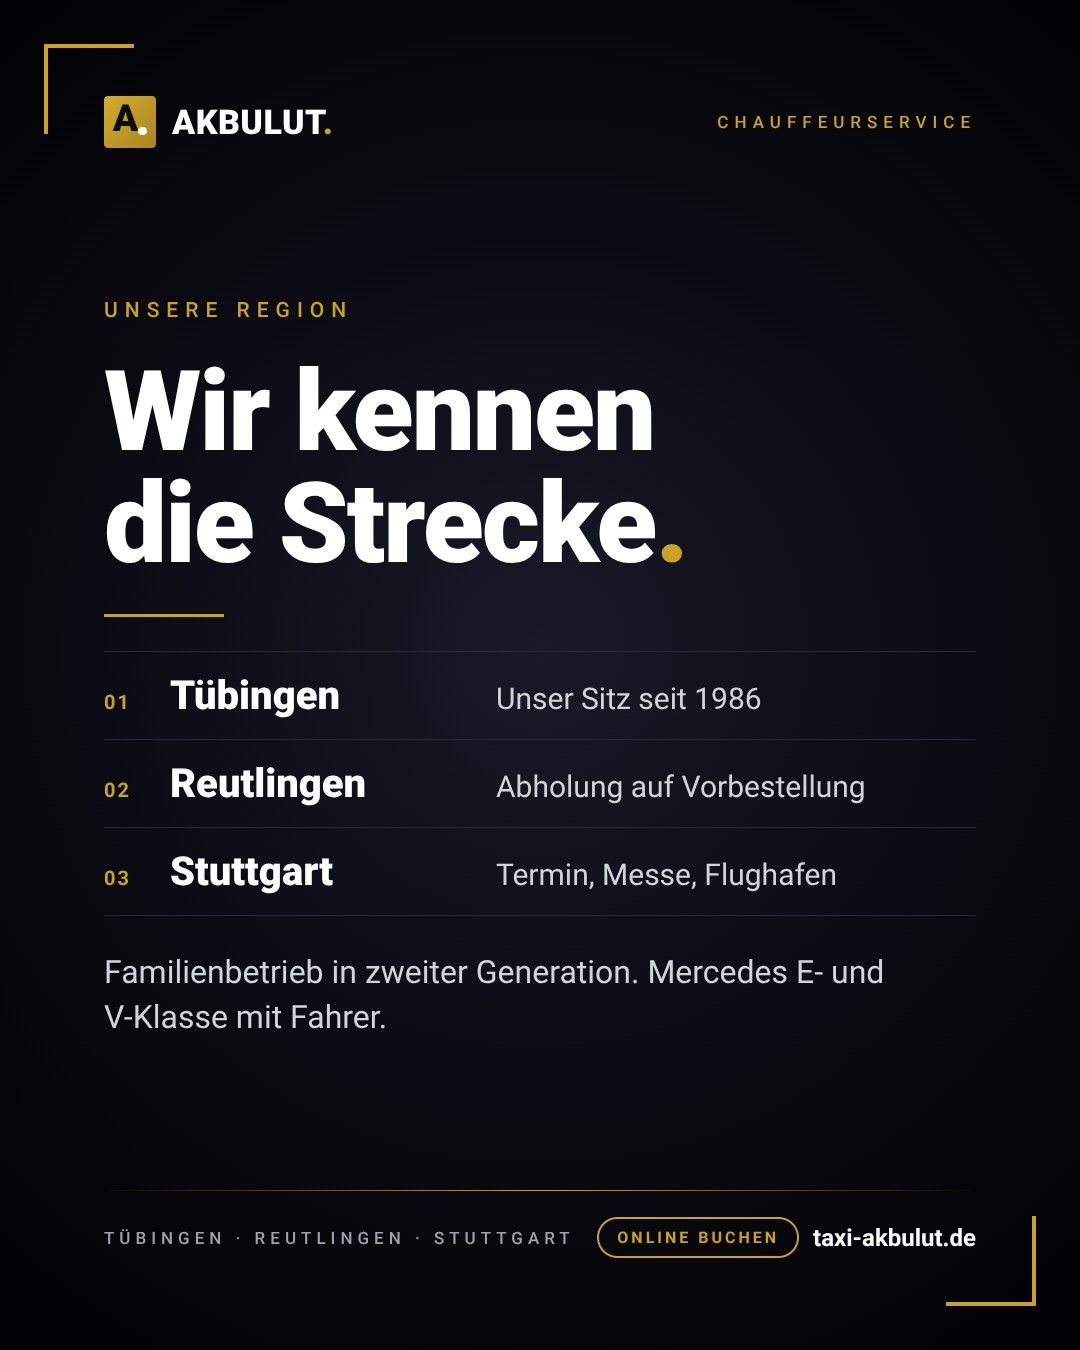 A.
AKBULUT.
CHAUFFEURSERVICE
UNSERE REGION
Wir kennen
die Strecke.
01 Tübingen Unser Sitz seit 1986
02 Reutlingen Abholung auf Vorbestellung
03 Stuttgart Termin, Messe, Flughafen
Familienbetrieb in zweiter Generation. Mercedes E- und
V-Klasse mit Fahrer.
TÜBINGEN · REUTLINGEN · STUTTGART ONLINE BUCHEN taxi-akbulut.de